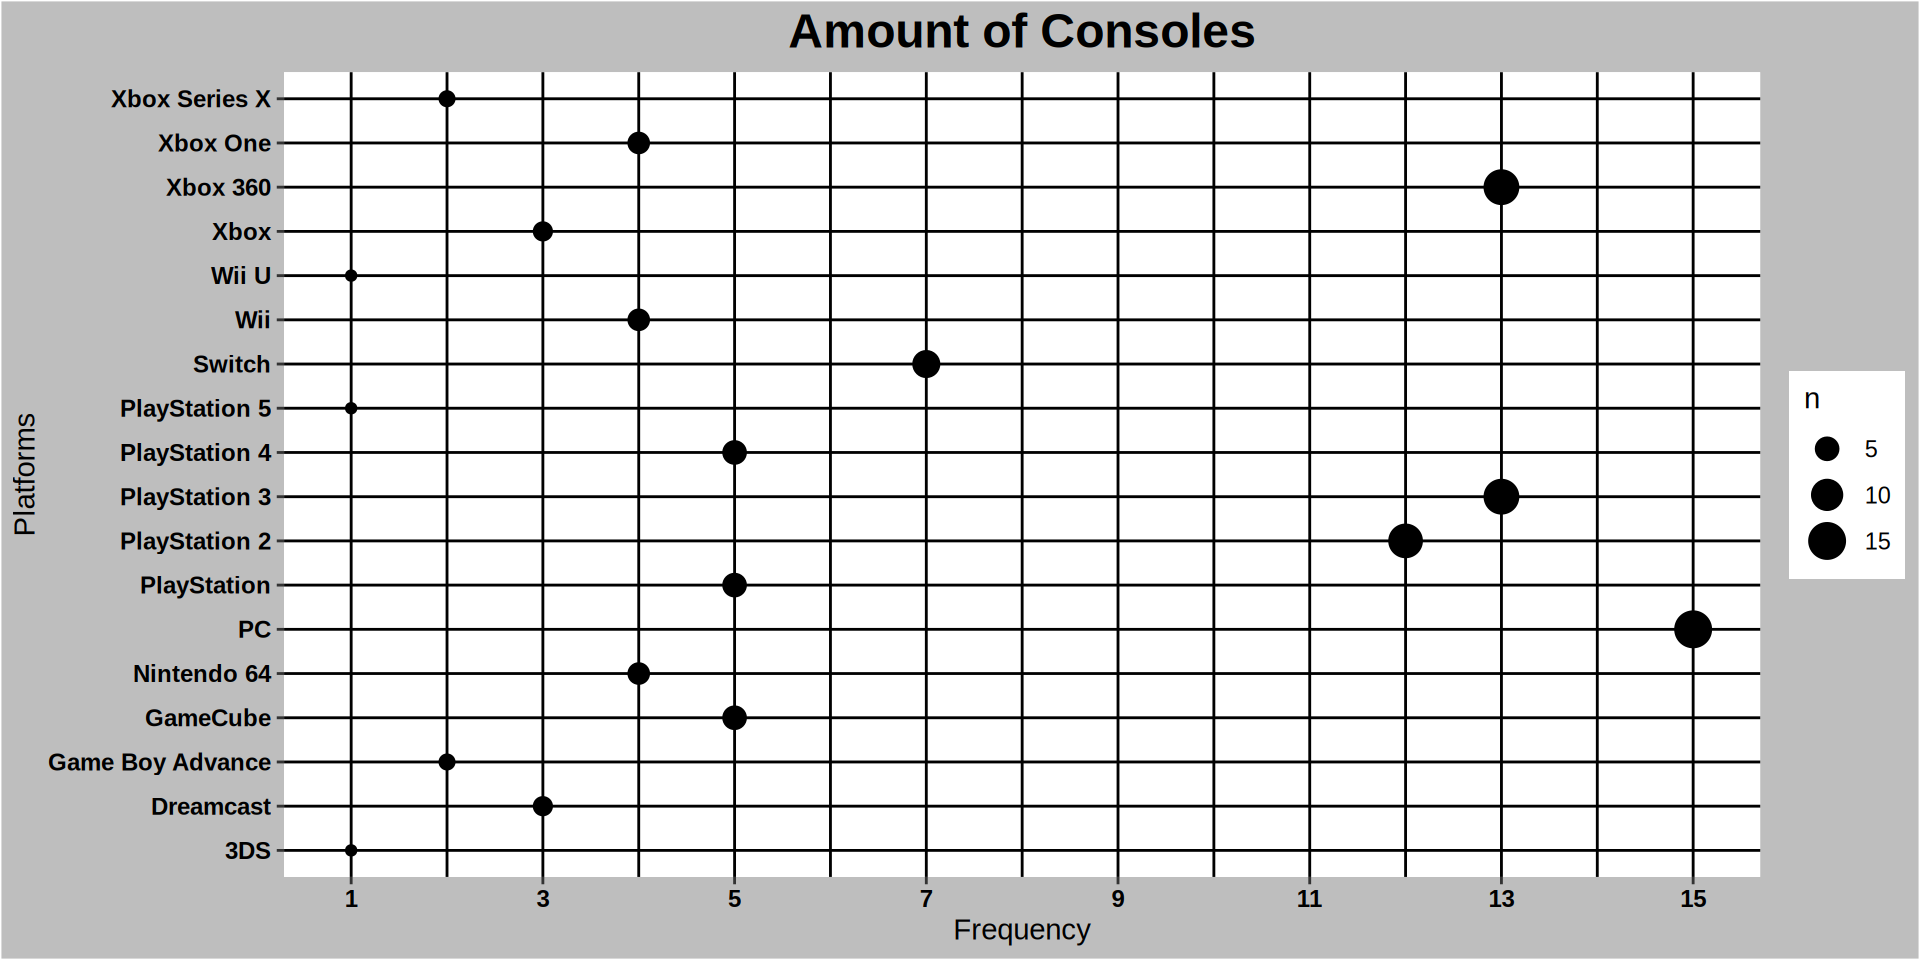 Amount of Consoles
Xbox Series X
Xbox One
Xbox 360
Xbox
Wii U
Wii
Switch
PlayStation 5
PlayStation 4
PlayStation 3
PlayStation 2
PlayStation
PC
Nintendo 64
GameCube
Game Boy Advance
Dreamcast
3DS
Platforms
1 3 5 7 9 11 13 15
Frequency
n
5
10
15